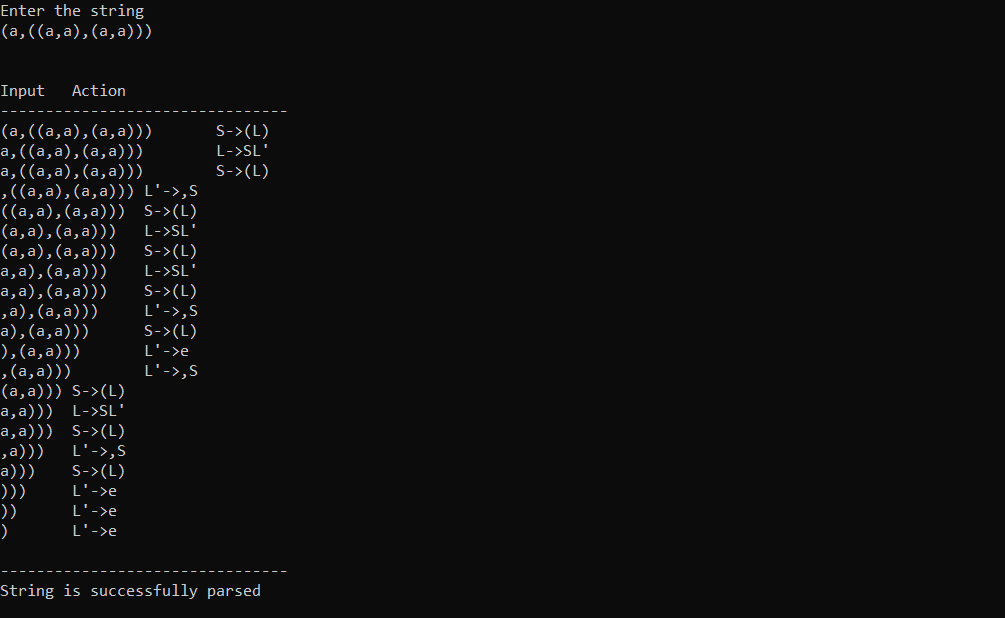 Enter the string
(a,((a,a),(a,a)))
Input   Action
--------------------------------
(a,((a,a),(a,a)))       S->(L)
a,((a,a),(a,a)))        L->SL'
a,((a,a),(a,a)))        S->(L)
,((a,a),(a,a))) L'->,S
((a,a),(a,a)))  S->(L)
(a,a),(a,a)))   L->SL'
(a,a),(a,a)))   S->(L)
a,a),(a,a)))    L->SL'
a,a),(a,a)))    S->(L)
,a),(a,a)))     L'->,S
a),(a,a)))      S->(L)
),(a,a)))       L'->e
,(a,a)))        L'->,S
(a,a))) S->(L)
a,a)))  L->SL'
a,a)))  S->(L)
,a)))   L'->,S
a)))    S->(L)
)))     L'->e
))      L'->e
)       L'->e
--------------------------------
String is successfully parsed